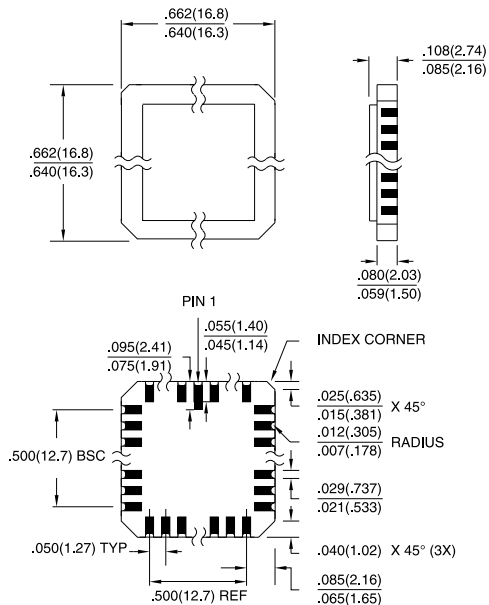 .662(16.8)
.640(16.3)
.108(2.74)
.085(2.16)
.662(16.8)
.640(16.3)
.080(2.03)
.059(1.50)
PIN 1
.055(1.40)
.045(1.14)
.095(2.41)
.075(1.91)
INDEX CORNER
.025(.635)
.015(.381)
X 45°
.012(.305)
.007(.178)
RADIUS
.500(12.7) BSC
.029(.737)
.021(.533)
.050(1.27) TYP
.040(1.02) X 45° (3X)
.500(12.7) REF
.085(2.16)
.065(1.65)